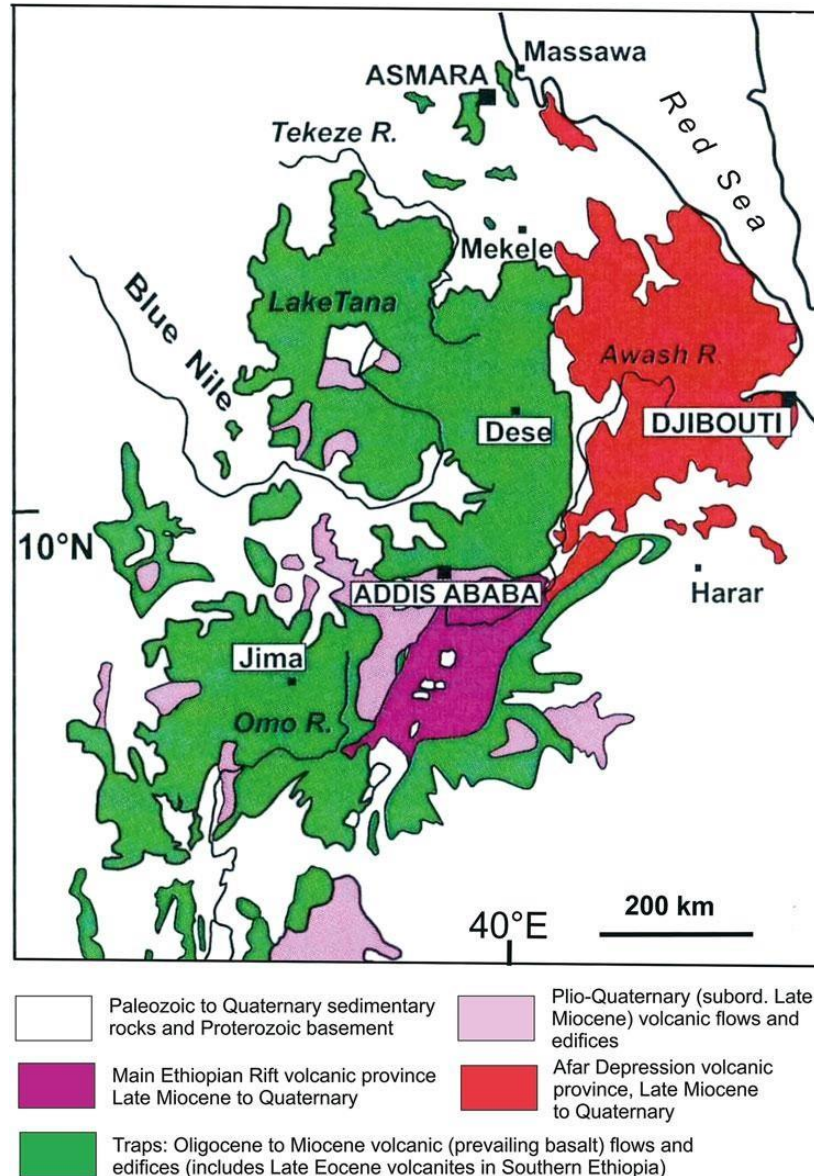 Massawa
ASMARA
Red Sea
Tekeze R.
Mekele
LakeTana
Blue Nile
Awash R.
Dese
DJIBOUTI
10°N
ADDIS ABABA
Harar
Jima
Omo R.
200 km
40°E
Paleozoic to Quaternary sedimentary
rocks and Proterozoic basement
Plio-Quaternary (subord. Late
Miocene) volcanic flows and
edifices
Main Ethiopian Rift volcanic province
Late Miocene to Quaternary
Afar Depression volcanic
province, Late Miocene
to Quaternary
Traps: Oligocene to Miocene volcanic (prevailing basalt) flows and
edifices (includes Late Eocene volcanites in Southern Ethiopia)